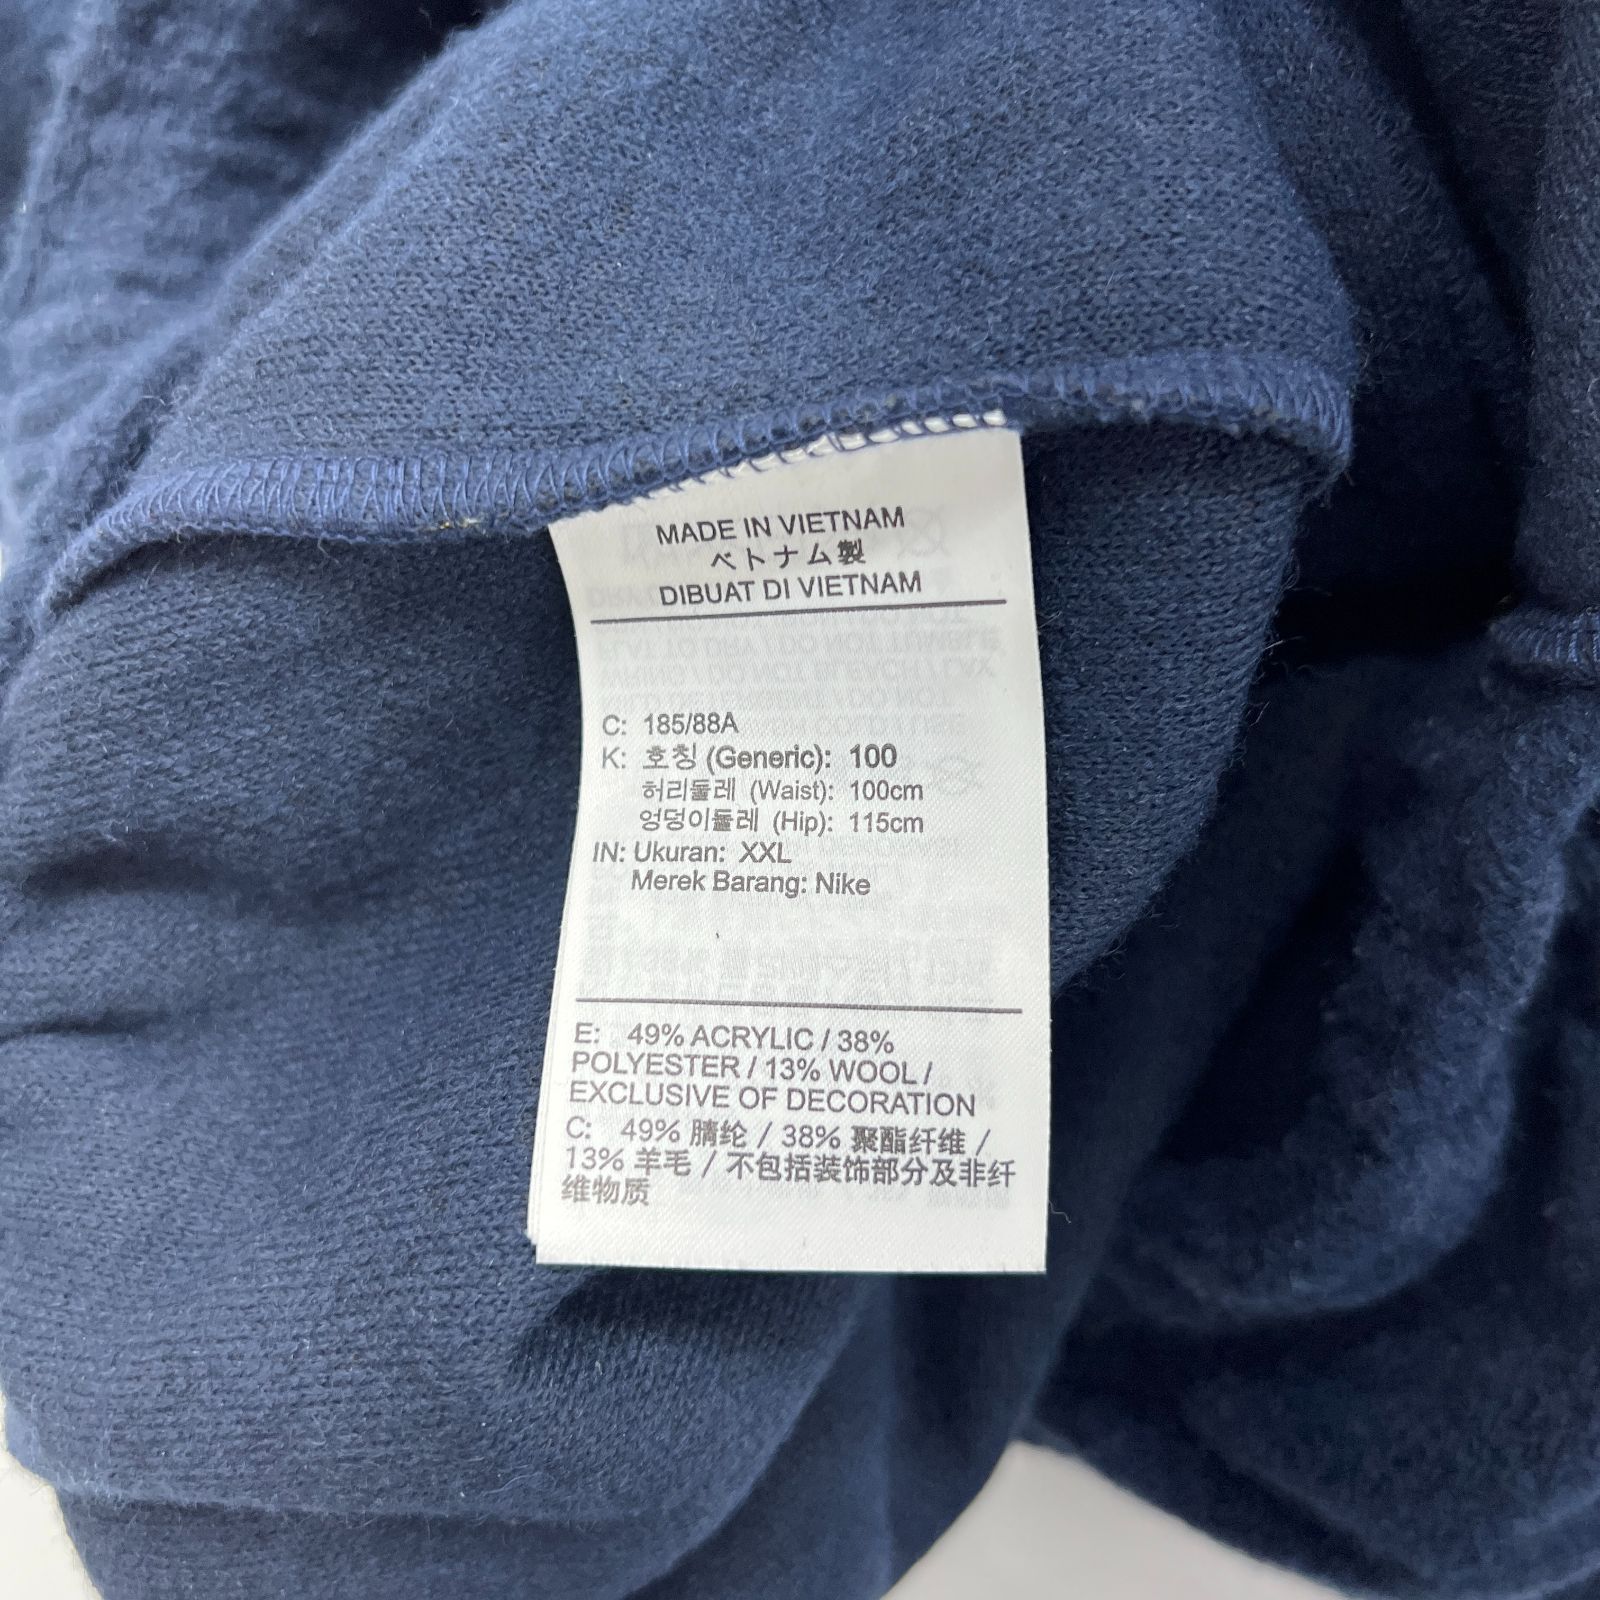 MADE IN VIETNAM
ベトナム製
DIBUAT DI VIETNAM
C: 185/88A
K: 호칭 (Generic): 100
허리둘레 (Waist): 100cm
엉덩이둘레 (Hip): 115cm
IN: Ukuran: XXL
Merek Barang: Nike
E: 49% ACRYLIC / 38%
POLYESTER / 13% WOOL /
EXCLUSIVE OF DECORATION
C: 49% 腈纶 / 38% 聚酯纤维 /
13% 羊毛 / 不包括装饰部分及非纤
维物质